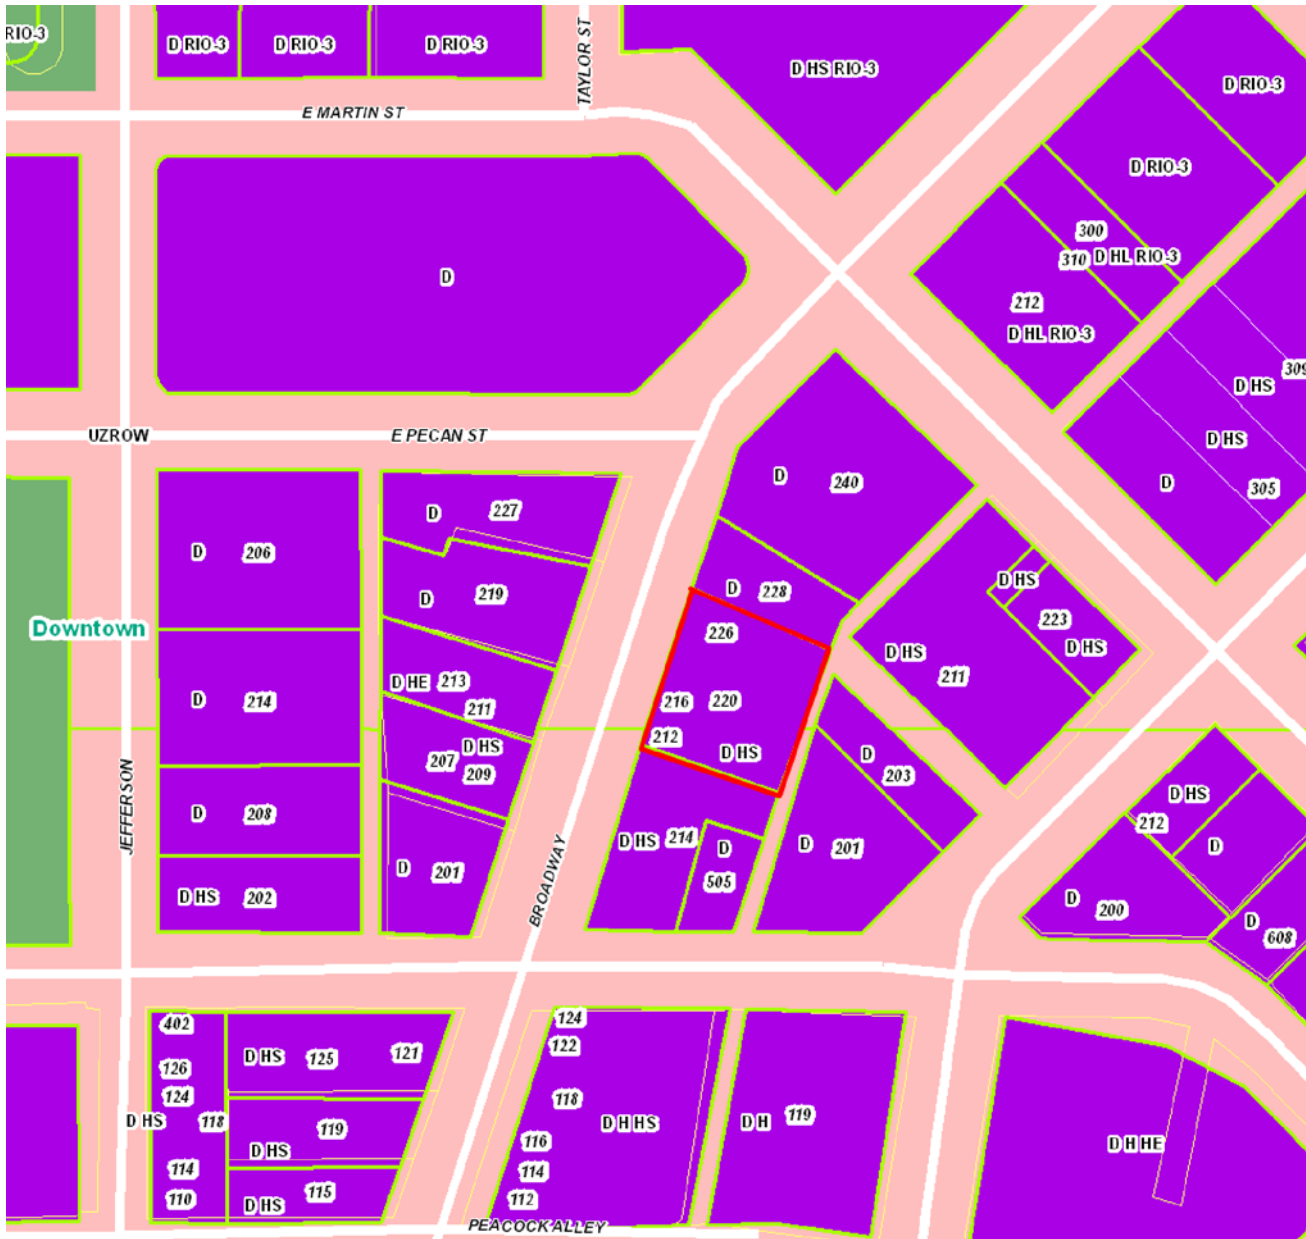 RIO-3
D RIO-3
D RIO-3
D RIO-3
TAYLOR ST
D HS RIO-3
D RIO-3
E MARTIN ST
D RIO-3
300
310
D HL RIO-3
212
D HL RIO-3
D
309
D HS
D HS
D
305
UZROW
E PECAN ST
D
240
D
227
D
206
D
219
D
228
D HS
223
D HS
Downtown
226
D HS
211
D HE
213
211
D
214
216
220
212
D HS
D HS
207
209
D
203
JEFFERSON
D
208
D HS
212
D
D HS
214
D
505
D
201
D
201
BROADWAY
D HS
202
D
200
D
608
402
126
124
D HS
118
114
110
D HS
125
121
119
D HS
115
D HS
124
122
118
116
114
112
D H HS
D H
119
D H HE
PEACOCK ALLEY